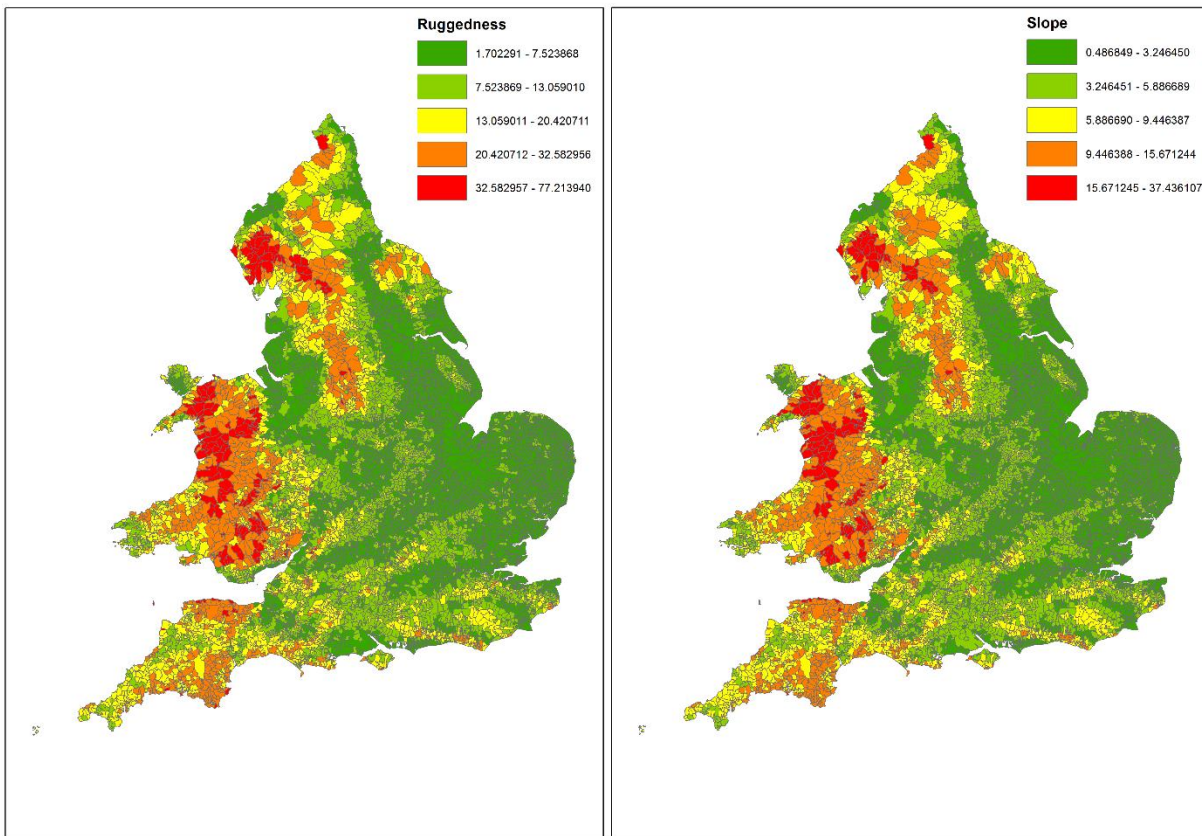 Ruggedness
1.702291 - 7.523868
7.523869 - 13.059010
13.059011 - 20.420711
20.420712 - 32.582956
32.582957 - 77.213940
Slope
0.486849 - 3.246450
3.246451 - 5.886689
5.886690 - 9.446387
9.446388 - 15.671244
15.671245 - 37.436107